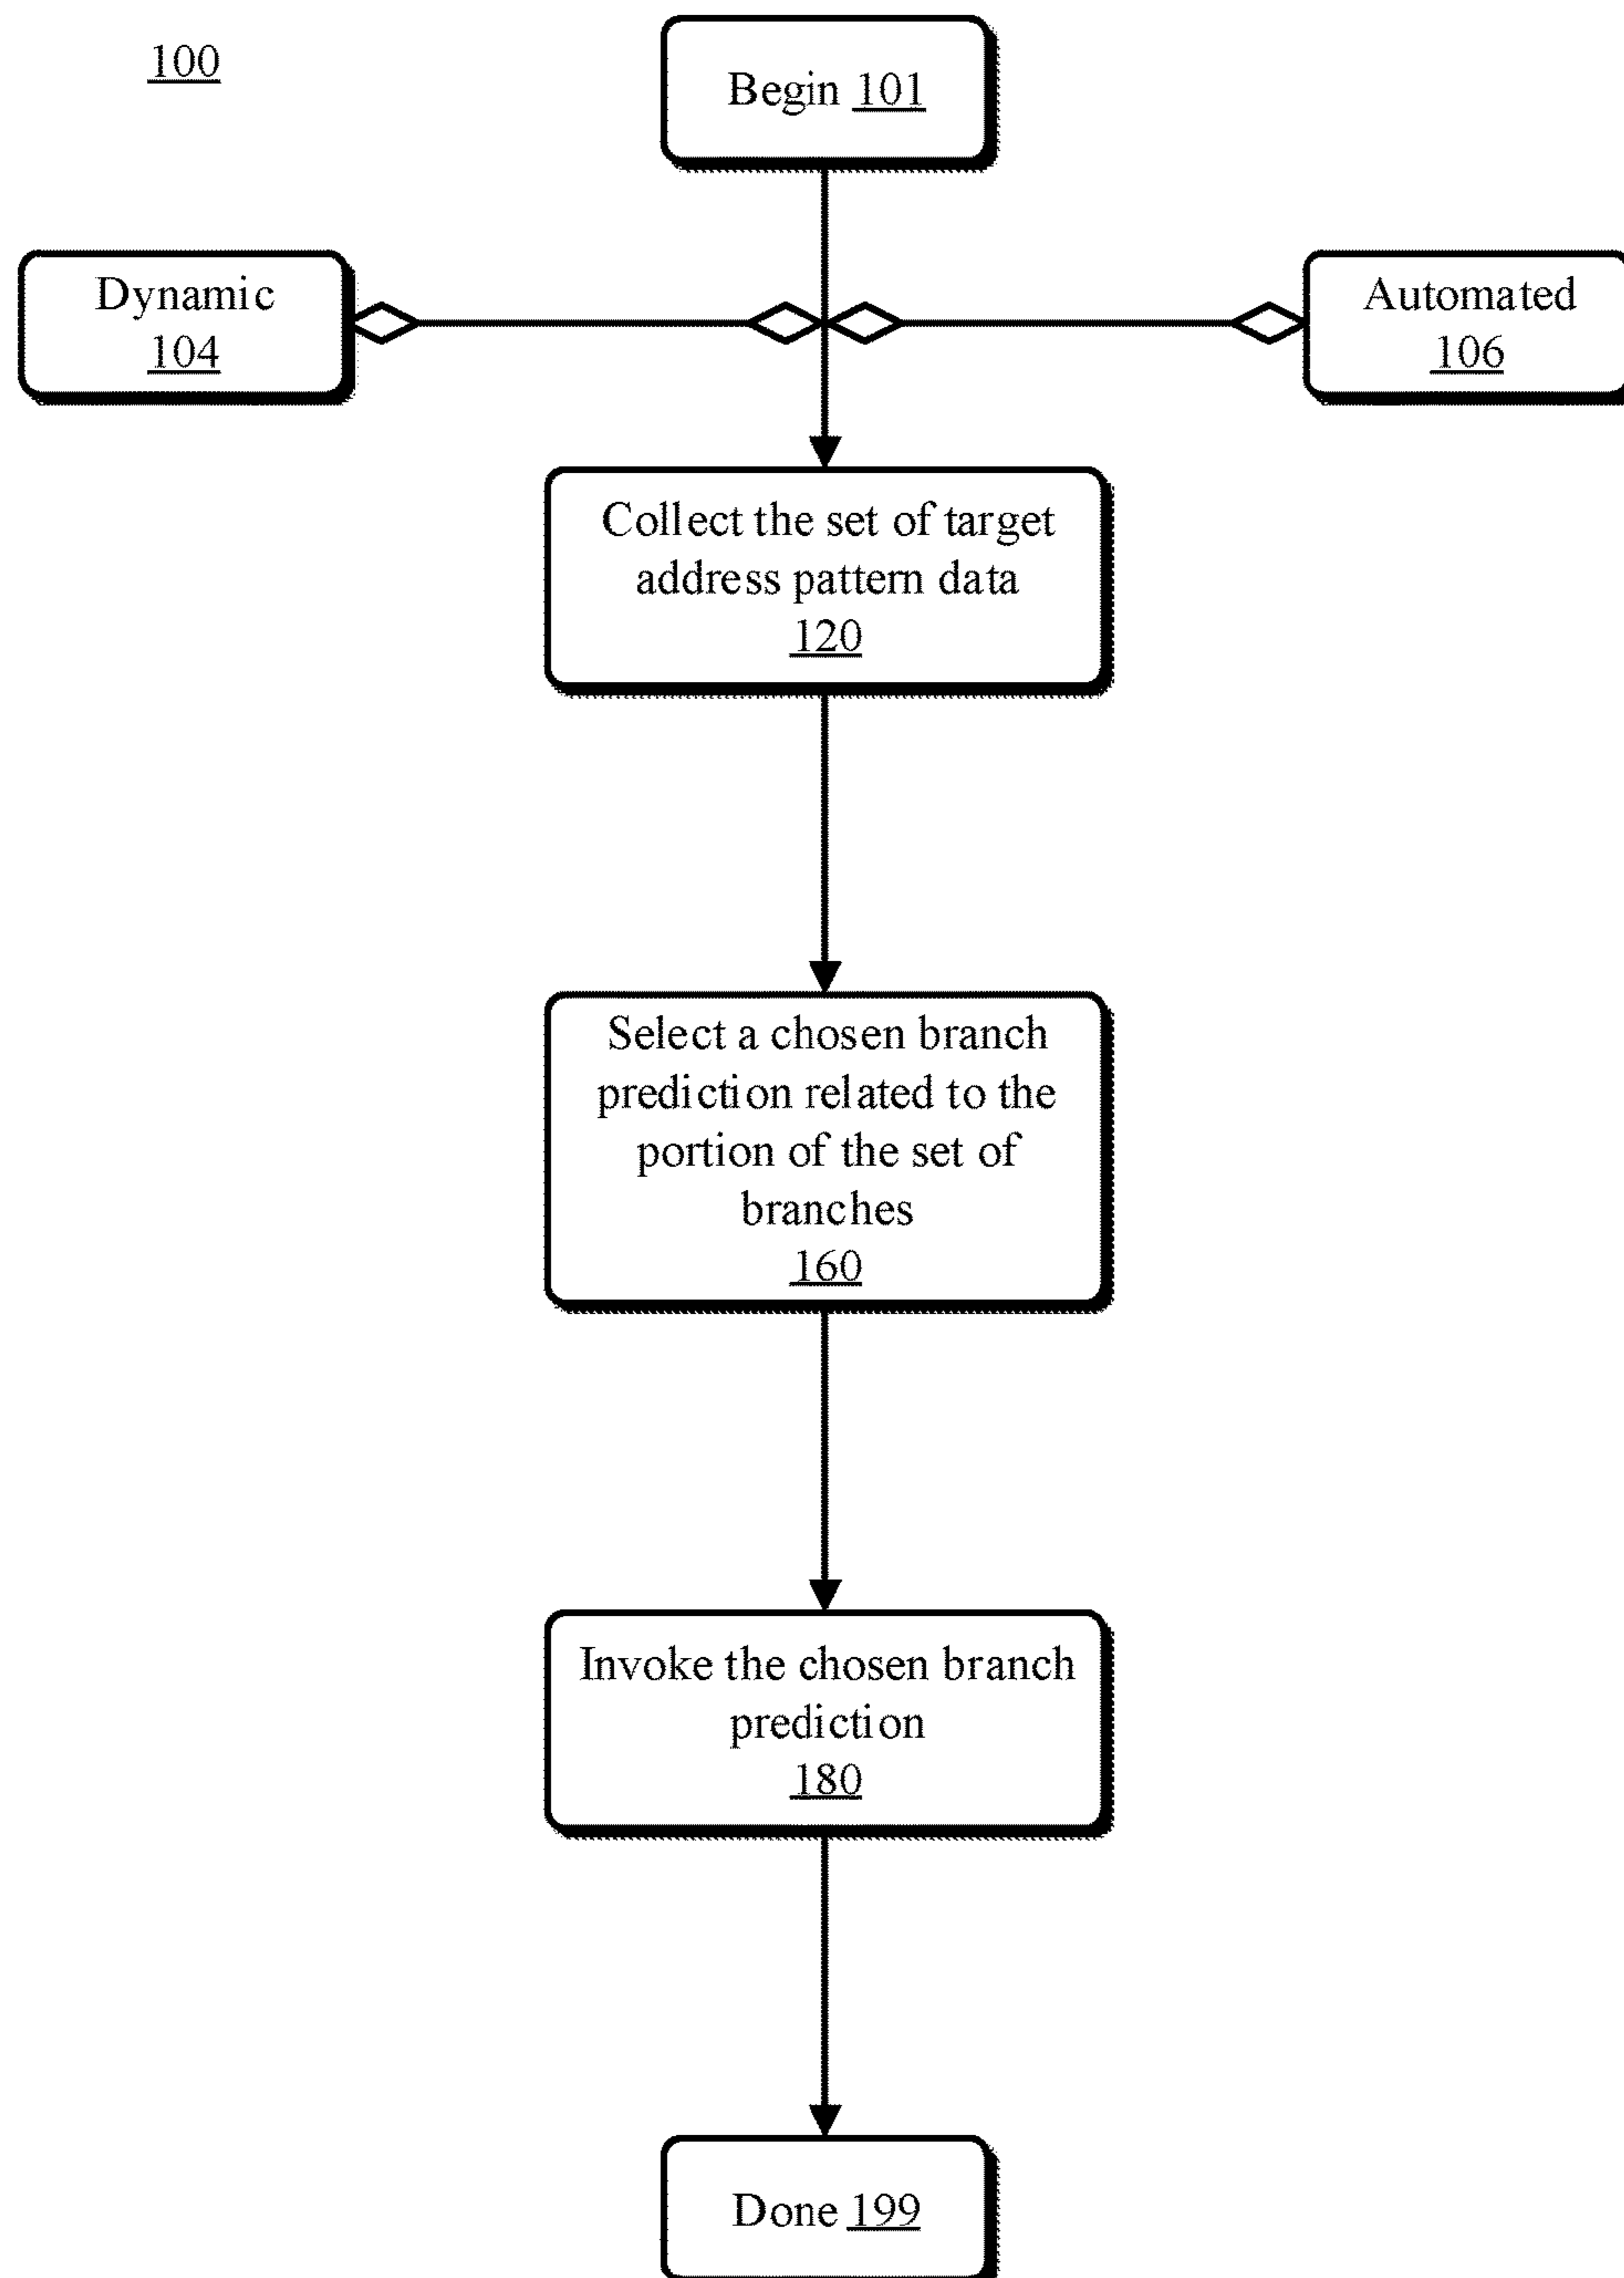 100
Begin 101
Dynamic
104
Automated
106
Collect the set of target
address pattern data
120
Select a chosen branch
prediction related to the
portion of the set of
branches
160
Invoke the chosen branch
prediction
180
Done 199